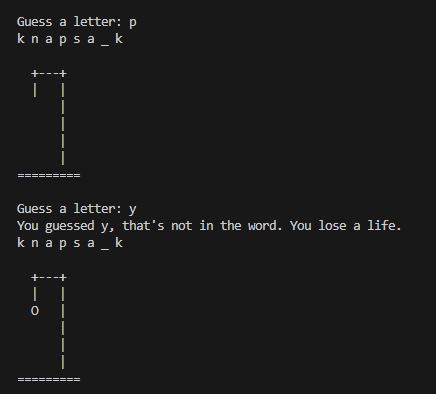 Guess a letter: p
k n a p s a _ k
  +---+
  |   |
      |
      |
      |
      |
=========
Guess a letter: y
You guessed y, that's not in the word. You lose a life.
k n a p s a _ k
  +---+
  |   |
  O   |
      |
      |
      |
=========